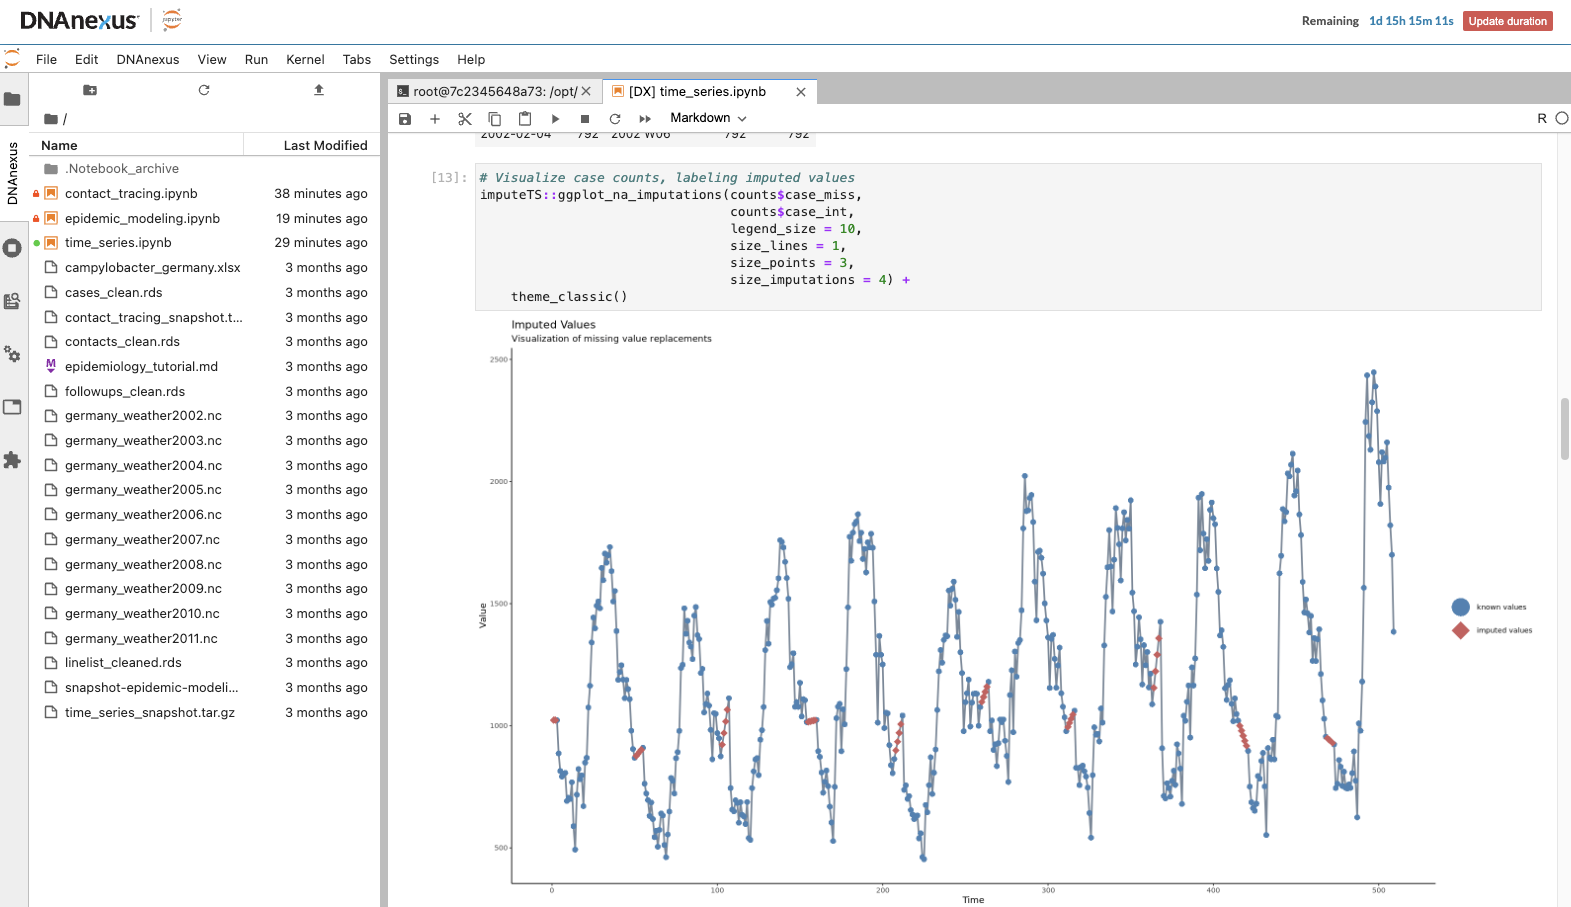 DNAnexus jupyter
Remaining 1d 15h 15m 11s Update duration
File Edit DNAnexus View Run Kernel Tabs Settings Help
root@7c2345648a73: /opt/
[DX] time_series.ipynb
Markdown
R
/
DNAnexus
Name Last Modified
.Notebook_archive
contact_tracing.ipynb 38 minutes ago
epidemic_modeling.ipynb 19 minutes ago
time_series.ipynb 29 minutes ago
campylobacter_germany.xlsx 3 months ago
cases_clean.rds 3 months ago
contact_tracing_snapshot.t... 3 months ago
contacts_clean.rds 3 months ago
epidemiology_tutorial.md 3 months ago
followups_clean.rds 3 months ago
germany_weather2002.nc 3 months ago
germany_weather2003.nc 3 months ago
germany_weather2004.nc 3 months ago
germany_weather2005.nc 3 months ago
germany_weather2006.nc 3 months ago
germany_weather2007.nc 3 months ago
germany_weather2008.nc 3 months ago
germany_weather2009.nc 3 months ago
germany_weather2010.nc 3 months ago
germany_weather2011.nc 3 months ago
linelist_cleaned.rds 3 months ago
snapshot-epidemic-modeli... 3 months ago
time_series_snapshot.tar.gz 3 months ago
2002-02-04 792 2002 W06 792 792
[13]: # Visualize case counts, labeling imputed values
imputeTS::ggplot_na_imputations(counts$case_miss,
counts$case_int,
legend_size = 10,
size_lines = 1,
size_points = 3,
size_imputations = 4) +
theme_classic()
Imputed Values
Visualization of missing value replacements
2500
2000
1500
1000
500
Value
0 100 200 300 400 500
Time
known values
imputed values